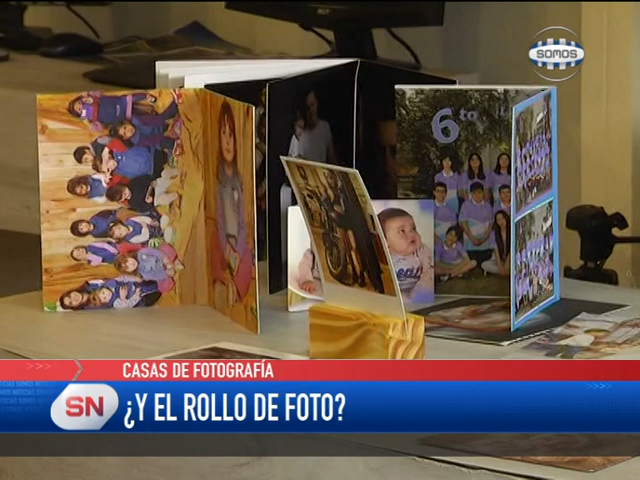 SOMOS
6to
CASAS DE FOTOGRAFÍA
SN
¿Y EL ROLLO DE FOTO?